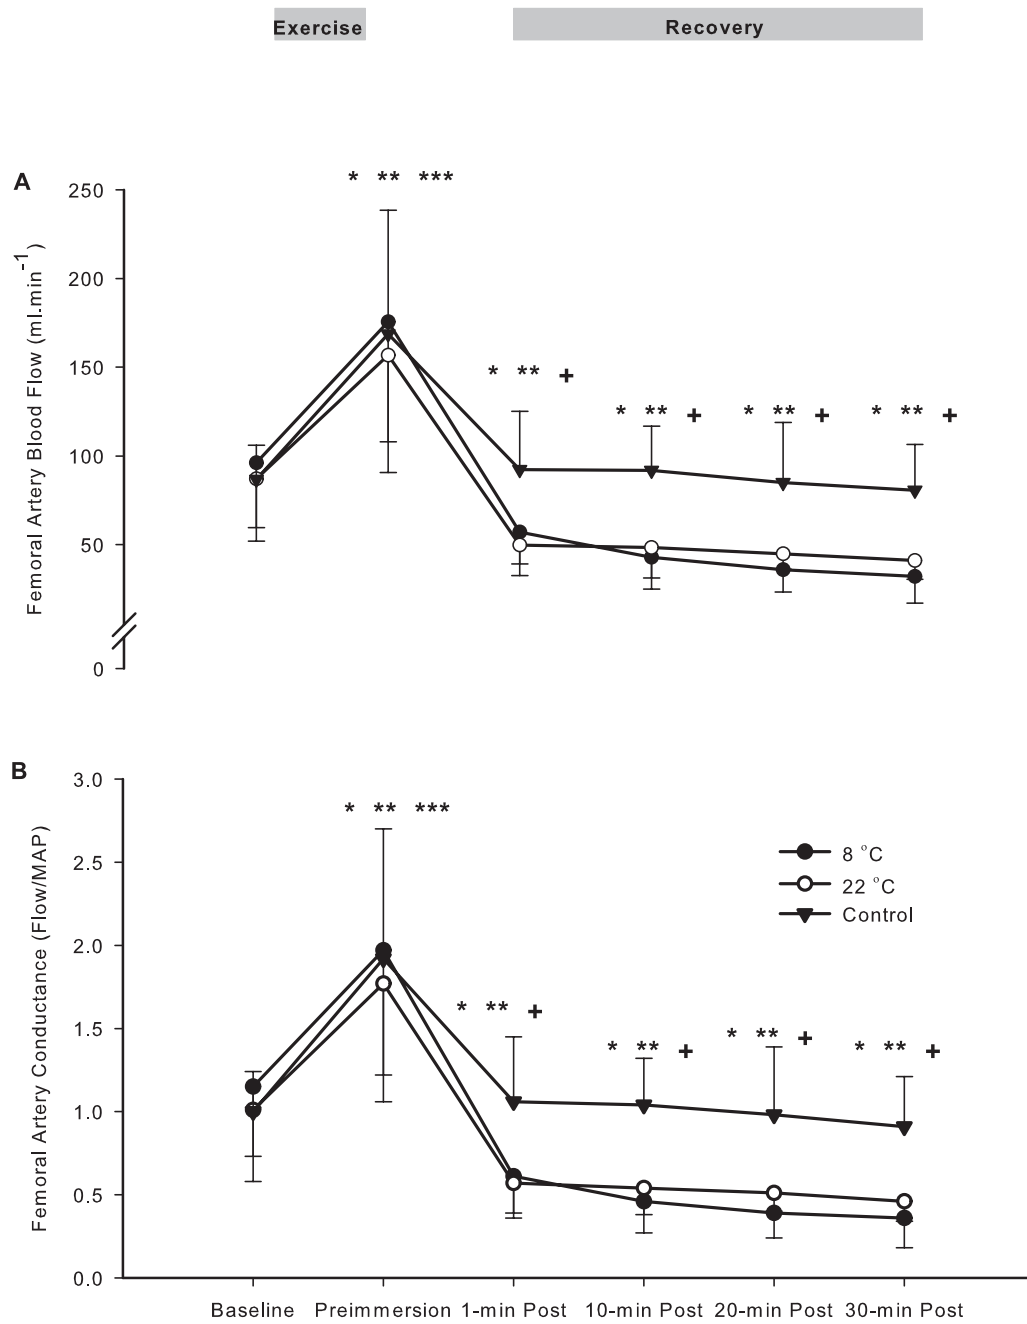 Exercise Recovery
A
* ** ***
250
200
150
100
50
0
Femoral Artery Blood Flow (ml.min-1)
* ** +
* ** + * ** + * ** +
B
* ** ***
3.0
2.5
2.0
1.5
1.0
0.5
0.0
Femoral Artery Conductance (Flow/MAP)
8 °C
22 °C
Control
* ** +
* ** + * ** + * ** +
Baseline Preimmersion 1-min Post 10-min Post 20-min Post 30-min Post